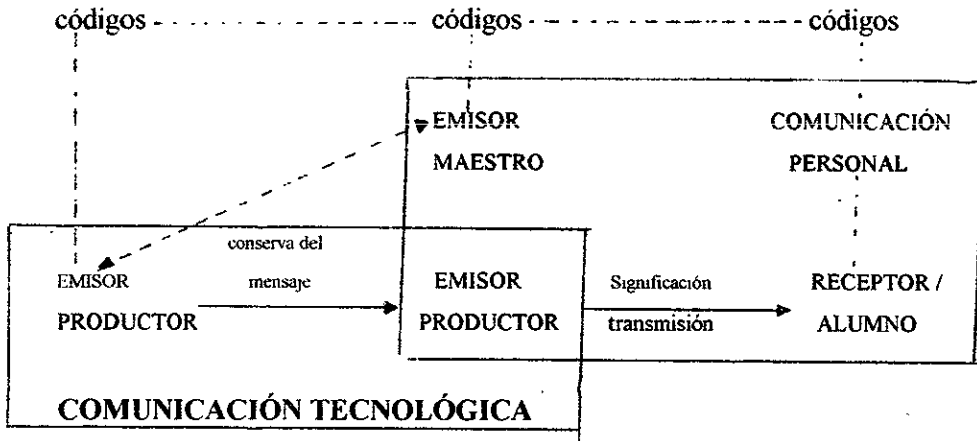 códigos códigos códigos
EMISOR COMUNICACIÓN
MAESTRO PERSONAL
conserva del
EMISOR mensaje EMISOR Significación RECEPTOR /
PRODUCTOR PRODUCTOR transmisión ALUMNO
COMUNICACIÓN TECNOLÓGICA